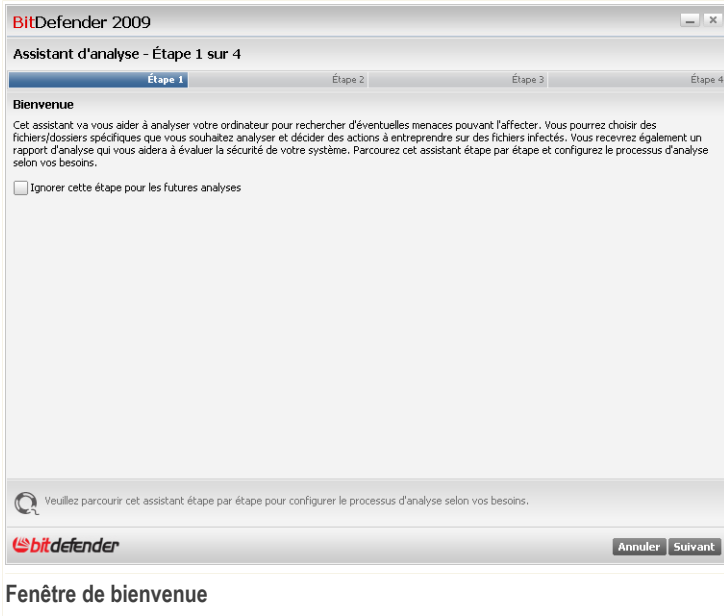 BitDefender 2009
Assistant d'analyse - Étape 1 sur 4
Étape 1 Étape 2 Étape 3 Étape 4
Bienvenue
Cet assistant va vous aider à analyser votre ordinateur pour rechercher d'éventuelles menaces pouvant l'affecter. Vous pourrez choisir des
fichiers/dossiers spécifiques que vous souhaitez analyser et décider des actions à entreprendre sur des fichiers infectés. Vous recevrez également un
rapport d'analyse qui vous aidera à évaluer la sécurité de votre système. Parcourez cet assistant étape par étape et configurez le processus d'analyse
selon vos besoins.
Ignorer cette étape pour les futures analyses
Veuillez parcourir cet assistant étape par étape pour configurer le processus d'analyse selon vos besoins.
bitdefender
Annuler Suivant
Fenêtre de bienvenue